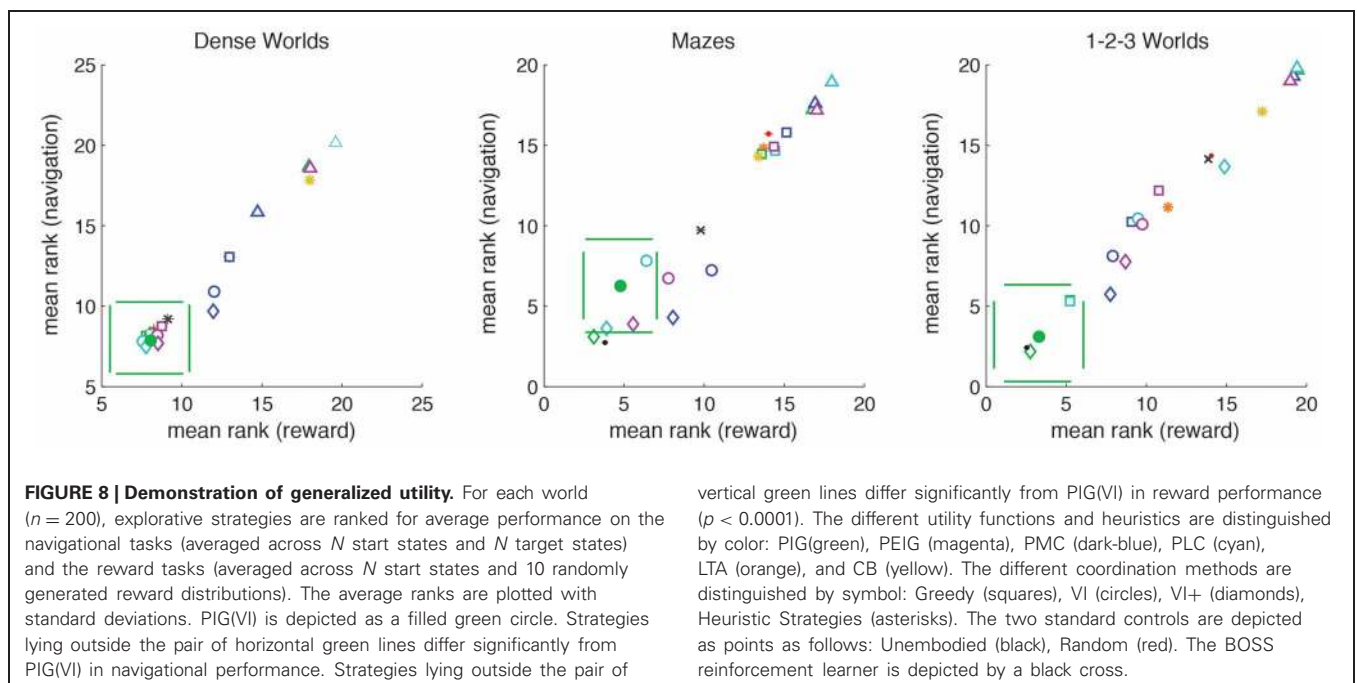 Dense Worlds
25
20
15
10
5
mean rank (navigation)
5 10 15 20 25
mean rank (reward)
Mazes
20
15
10
5
0
mean rank (navigation)
0 5 10 15 20
mean rank (reward)
1-2-3 Worlds
20
15
10
5
0
mean rank (navigation)
0 5 10 15 20
mean rank (reward)
FIGURE 8 | Demonstration of generalized utility. For each world
(n = 200), explorative strategies are ranked for average performance on the
navigational tasks (averaged across N start states and N target states)
and the reward tasks (averaged across N start states and 10 randomly
generated reward distributions). The average ranks are plotted with
standard deviations. PIG(VI) is depicted as a filled green circle. Strategies
lying outside the pair of horizontal green lines differ significantly from
PIG(VI) in navigational performance. Strategies lying outside the pair of
vertical green lines differ significantly from PIG(VI) in reward performance
(p < 0.0001). The different utility functions and heuristics are distinguished
by color: PIG(green), PEIG (magenta), PMC (dark-blue), PLC (cyan),
LTA (orange), and CB (yellow). The different coordination methods are
distinguished by symbol: Greedy (squares), VI (circles), VI+ (diamonds),
Heuristic Strategies (asterisks). The two standard controls are depicted
as points as follows: Unembodied (black), Random (red). The BOSS
reinforcement learner is depicted by a black cross.